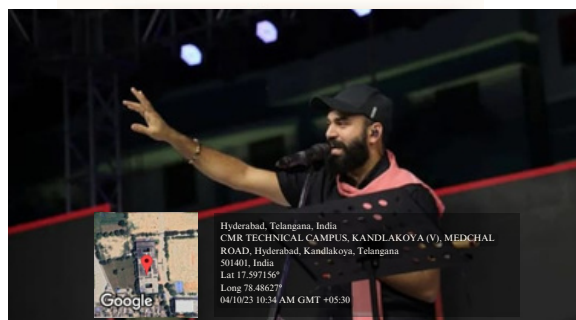 Google
Hyderabad, Telangana, India
CMR TECHNICAL CAMPUS, KANDLAKOYA (V), MEDCHAL
ROAD, Hyderabad, Kandlakoya, Telangana
501401, India
Lat 17.597156°
Long 78.48627°
04/10/23 10:34 AM GMT +05:30